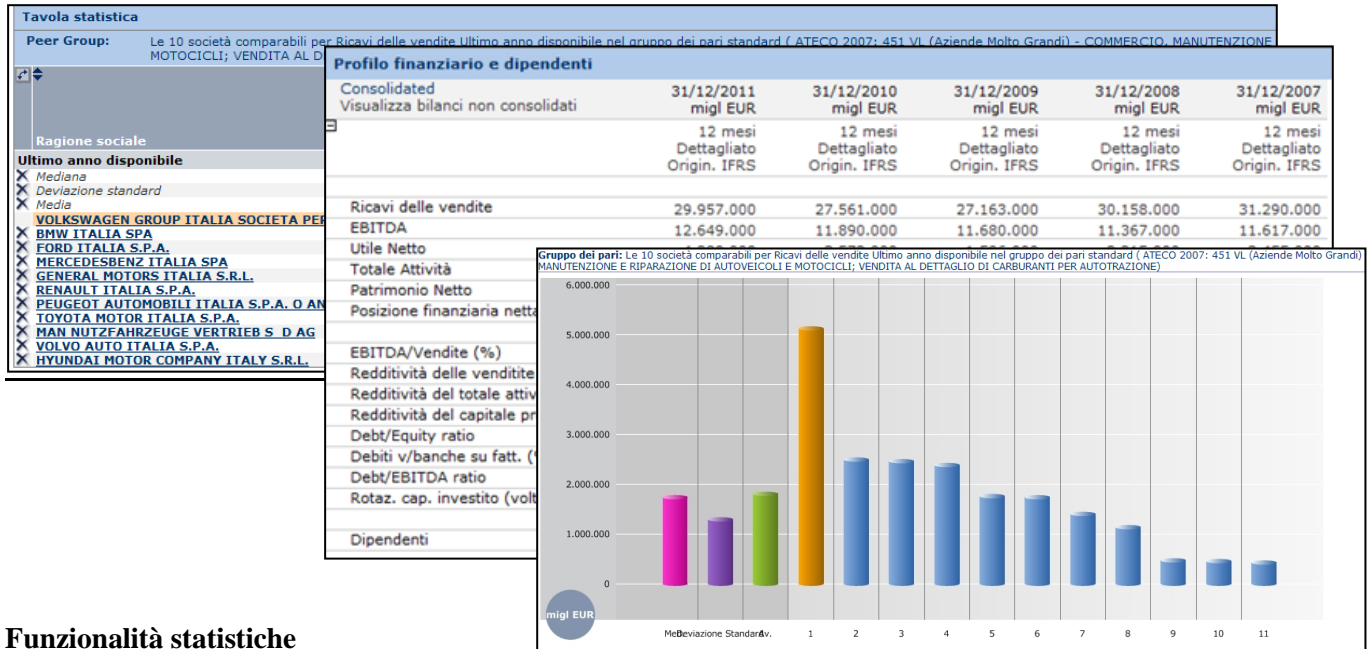 Tavola statistica
Peer Group: Le 10 società comparabili per Ricavi delle vendite Ultimo anno disponibile nel gruppo dei pari standard ( ATECO 2007: 451 VL (Aziende Molto Grandi) - COMMERCIO, MANUTENZIONE
MOTOCICLI; VENDITA AL D
Ragione sociale
Ultimo anno disponibile
Mediana
Deviazione standard
Media
VOLKSWAGEN GROUP ITALIA SOCIETA PER
BMW ITALIA SPA
FORD ITALIA S.P.A.
MERCEDESBENZ ITALIA SPA
GENERAL MOTORS ITALIA S.R.L.
RENAULT ITALIA S.P.A.
PEUGEOT AUTOMOBILI ITALIA S.P.A. O AN
TOYOTA MOTOR ITALIA S.P.A.
MAN NUTZFAHRZEUGE VERTRIEB S D AG
VOLVO AUTO ITALIA S.P.A.
HYUNDAI MOTOR COMPANY ITALY S.R.L.
Profilo finanziario e dipendenti
Consolidated 31/12/2011 31/12/2010 31/12/2009 31/12/2008 31/12/2007
Visualizza bilanci non consolidati migl EUR migl EUR migl EUR migl EUR migl EUR
12 mesi 12 mesi 12 mesi 12 mesi 12 mesi
Dettagliato Dettagliato Dettagliato Dettagliato Dettagliato
Origin. IFRS Origin. IFRS Origin. IFRS Origin. IFRS Origin. IFRS
Ricavi delle vendite 29.957.000 27.561.000 27.163.000 30.158.000 31.290.000
EBITDA 12.649.000 11.890.000 11.680.000 11.367.000 11.617.000
Utile Netto
Totale Attività
Patrimonio Netto
Posizione finanziaria netta
EBITDA/Vendite (%)
Redditività delle venditite
Redditività del totale attiv
Redditività del capitale pr
Debt/Equity ratio
Debiti v/banche su fatt. (
Debt/EBITDA ratio
Rotaz. cap. investito (volt
Dipendenti
Gruppo dei pari: Le 10 società comparabili per Ricavi delle vendite Ultimo anno disponibile nel gruppo dei pari standard ( ATECO 2007: 451 VL (Aziende Molto Grandi)
MANUTENZIONE E RIPARAZIONE DI AUTOVEICOLI E MOTOCICLI; VENDITA AL DETTAGLIO DI CARBURANTI PER AUTOTRAZIONE)
6.000.000
5.000.000
4.000.000
3.000.000
2.000.000
1.000.000
0
migl EUR
Deviazione Standard Av. 1 2 3 4 5 6 7 8 9 10 11
Funzionalità statistiche